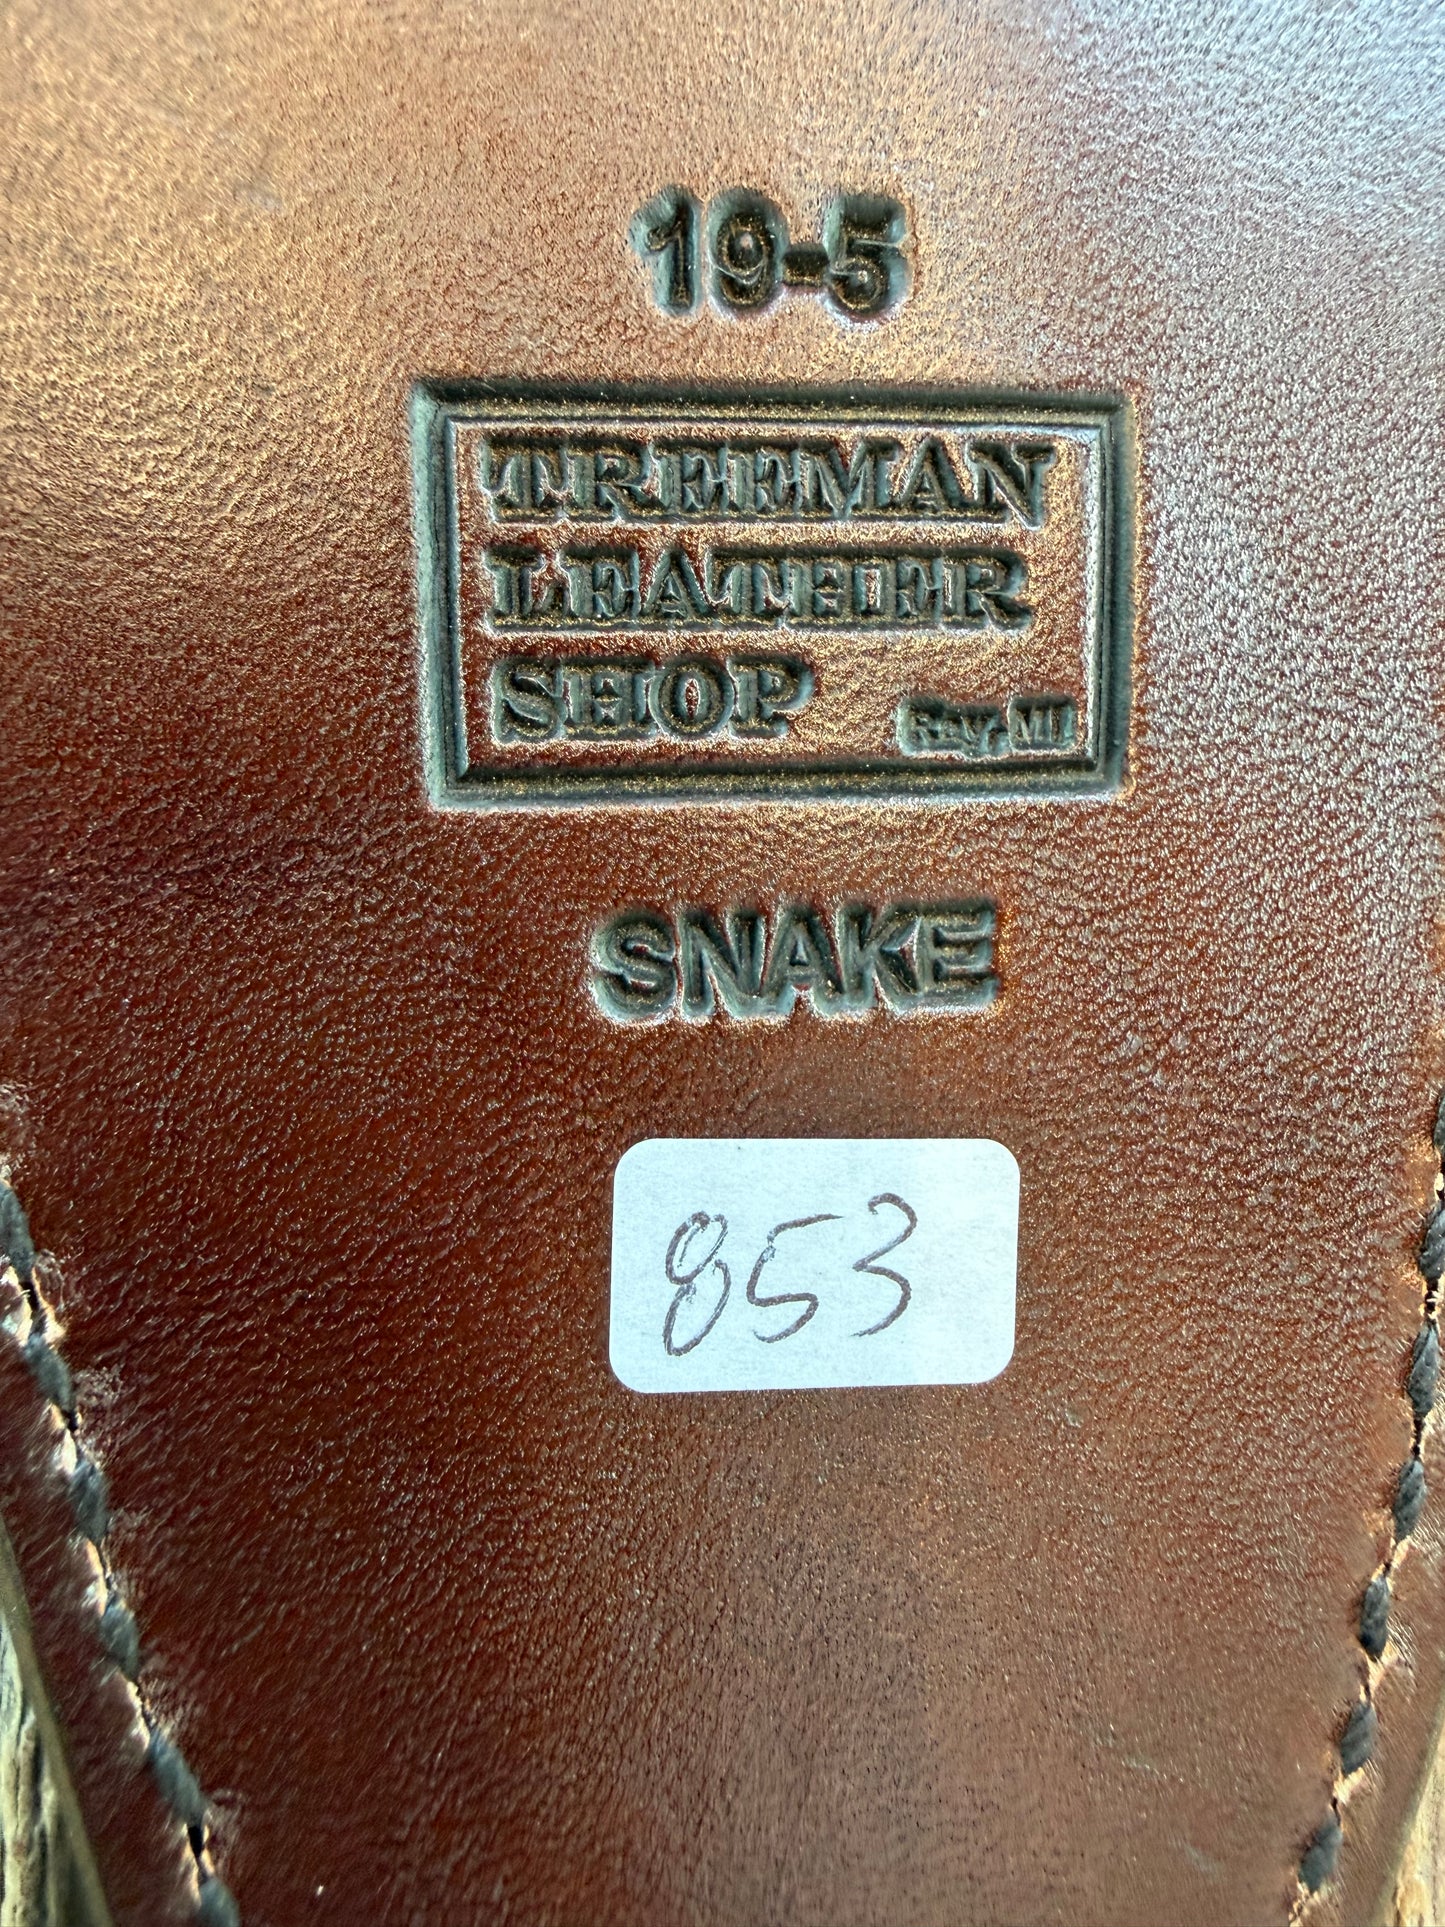 19-5
TREEMAN
LEATHER
SHOP Ray, MI
SNAKE
853